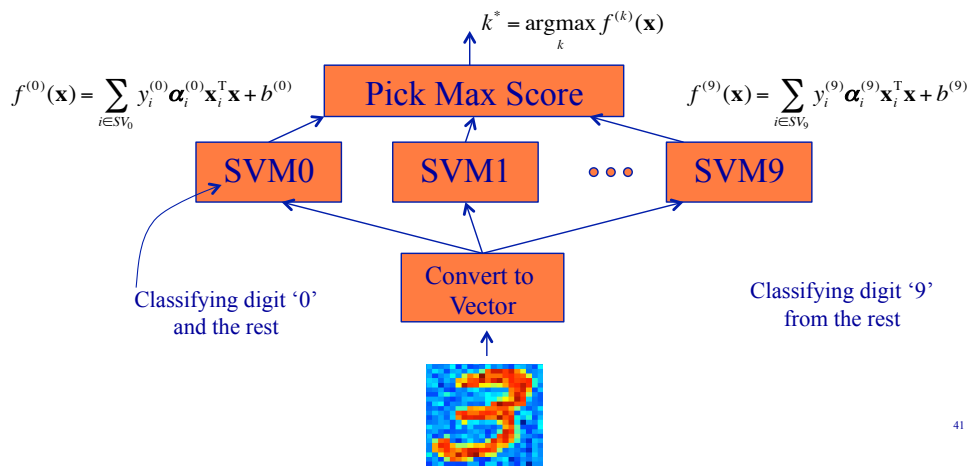 k* = argmax_k f^(k)(𝐱)
f^(0)(𝐱) = ∑_{i∈SV_0} y_i^(0) 𝛂_i^(0) 𝐱_i^T 𝐱 + b^(0)
Pick Max Score
f^(9)(𝐱) = ∑_{i∈SV_9} y_i^(9) 𝛂_i^(9) 𝐱_i^T 𝐱 + b^(9)
SVM0
SVM1
SVM9
Convert to
Vector
Classifying digit ‘0’
and the rest
Classifying digit ‘9’
from the rest
3
41